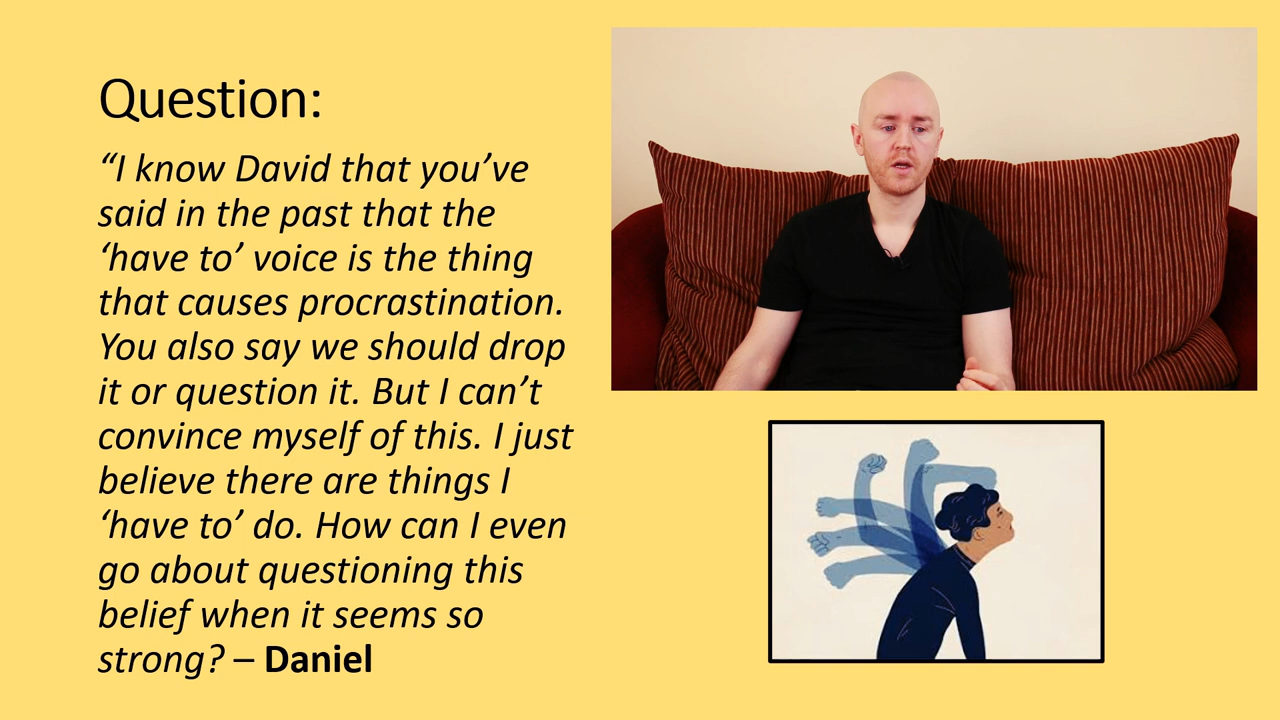 Question:
“I know David that you’ve
said in the past that the
‘have to’ voice is the thing
that causes procrastination.
You also say we should drop
it or question it. But I can’t
convince myself of this. I just
believe there are things I
‘have to’ do. How can I even
go about questioning this
belief when it seems so
strong? – Daniel